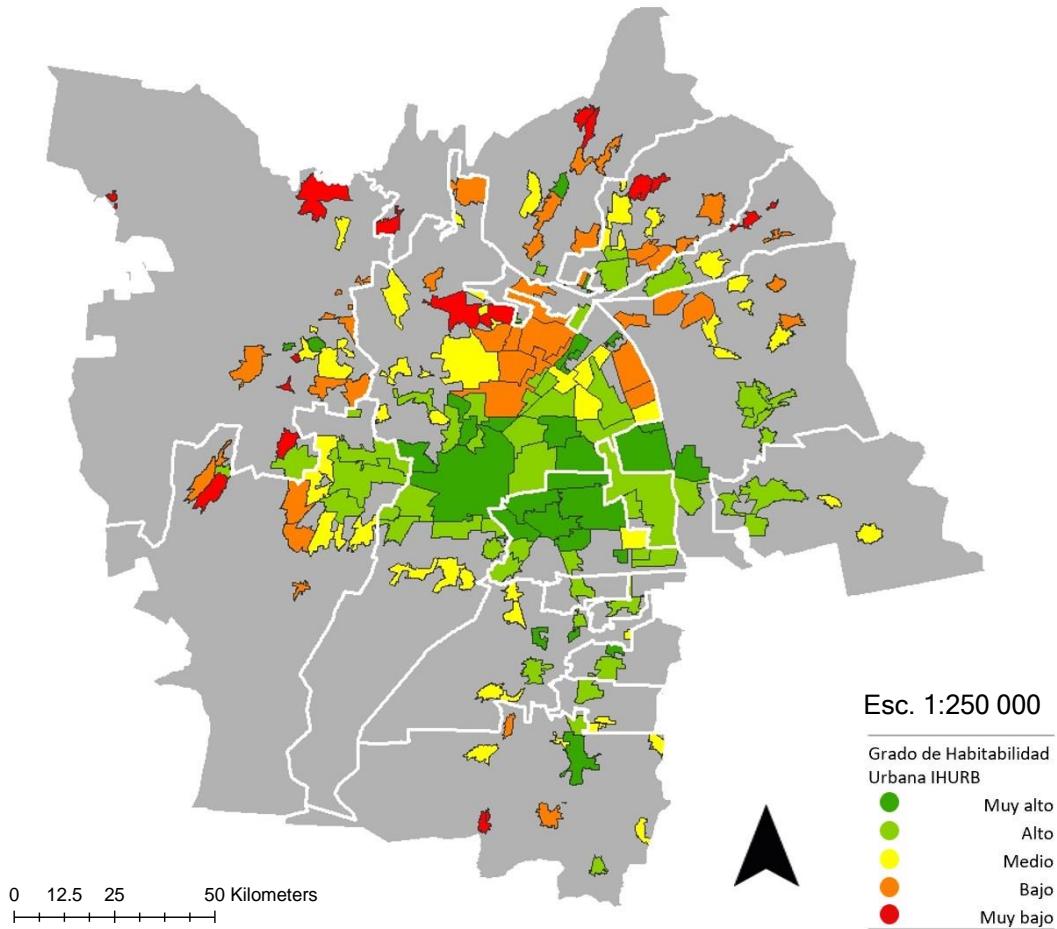 Esc. 1:250 000
Grado de Habitabilidad
Urbana IHURB
Muy alto
Alto
Medio
Bajo
Muy bajo
0 12.5 25 50 Kilometers